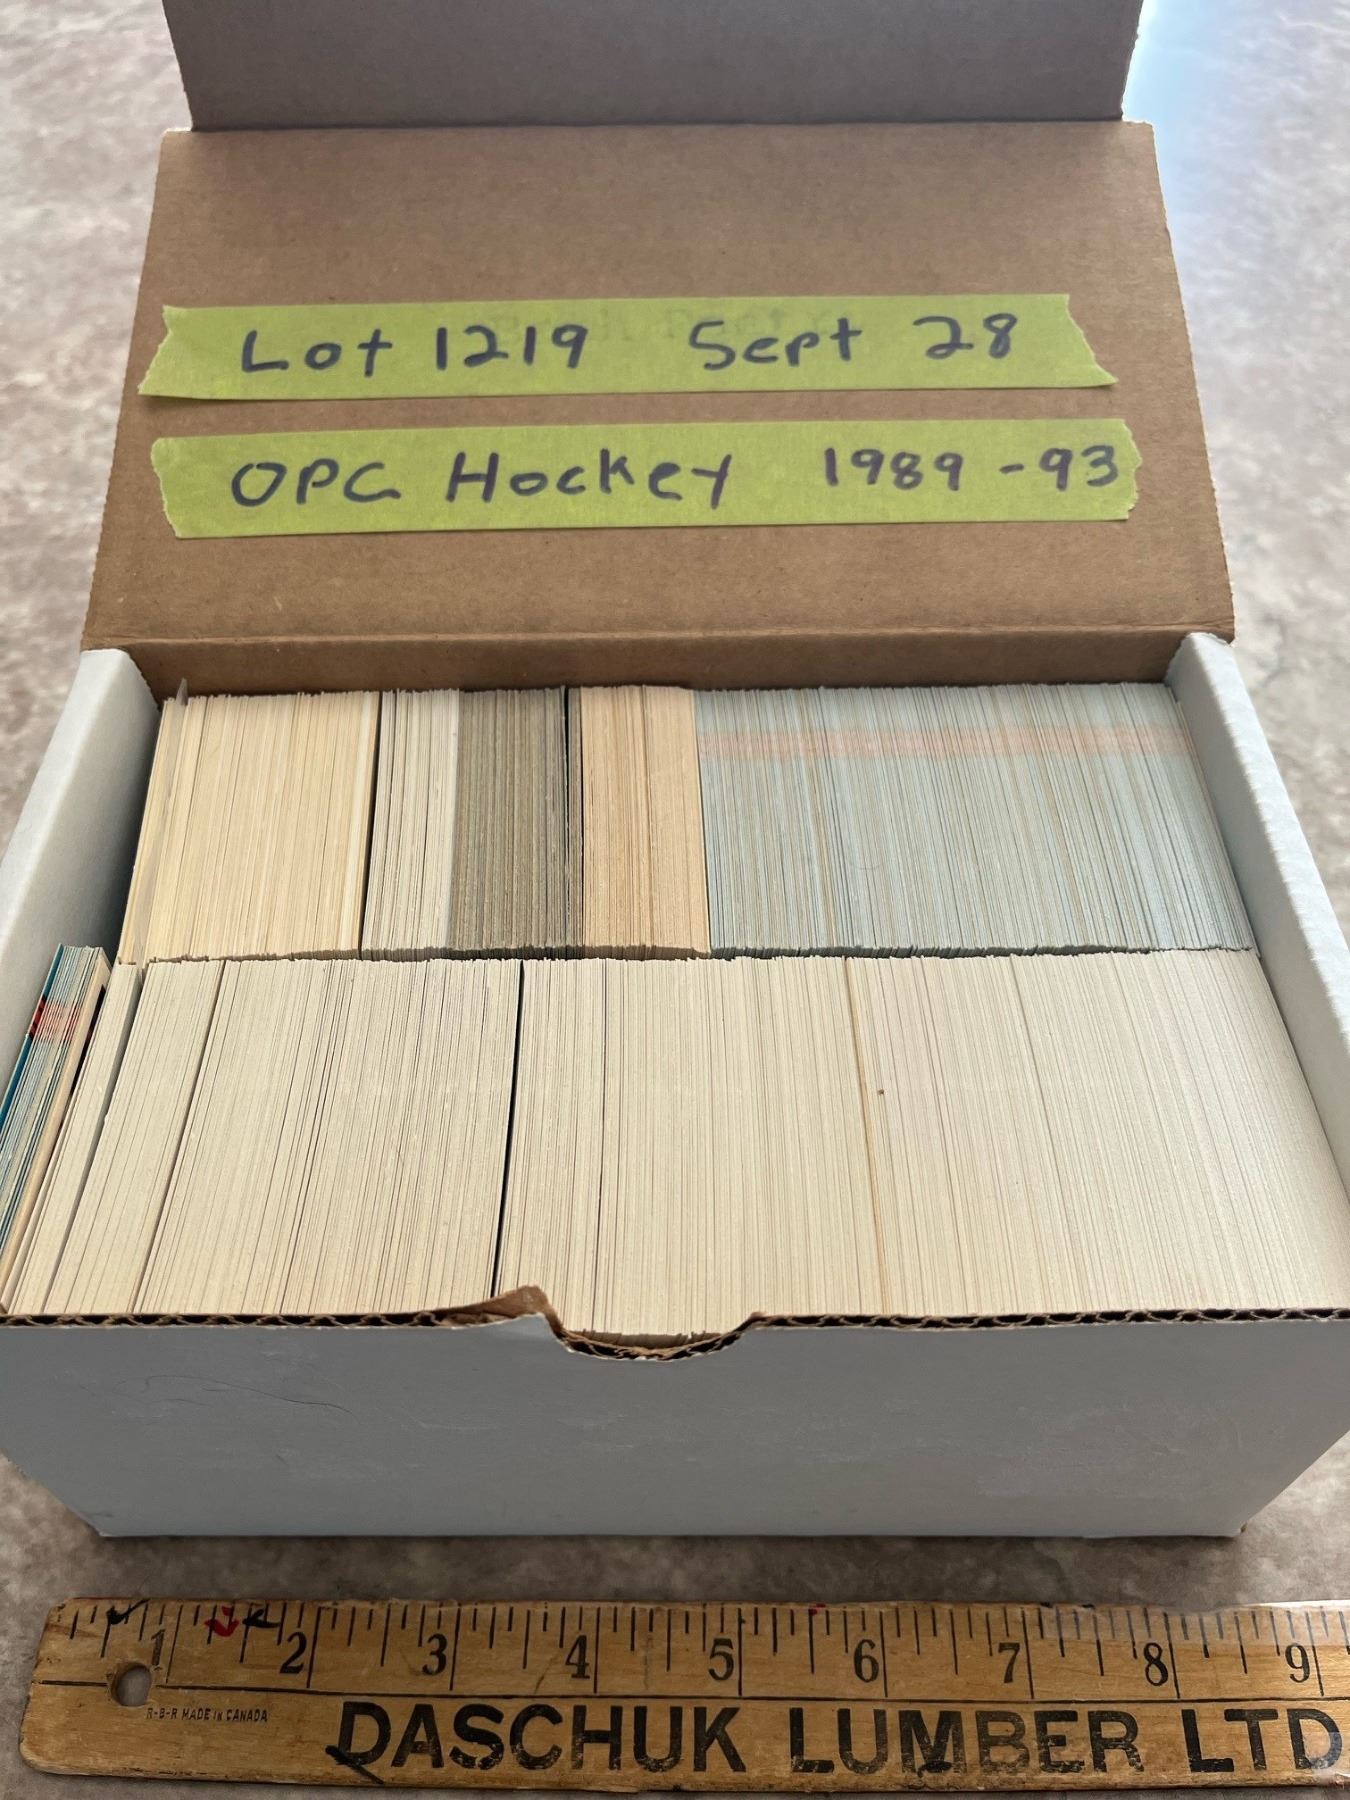 Lot 1219 Sept 28
OPC Hockey 1989-93
1 2 3 4 5 6 7 8 9
R-B-R MADE IN CANADA
DASCHUK LUMBER LTD